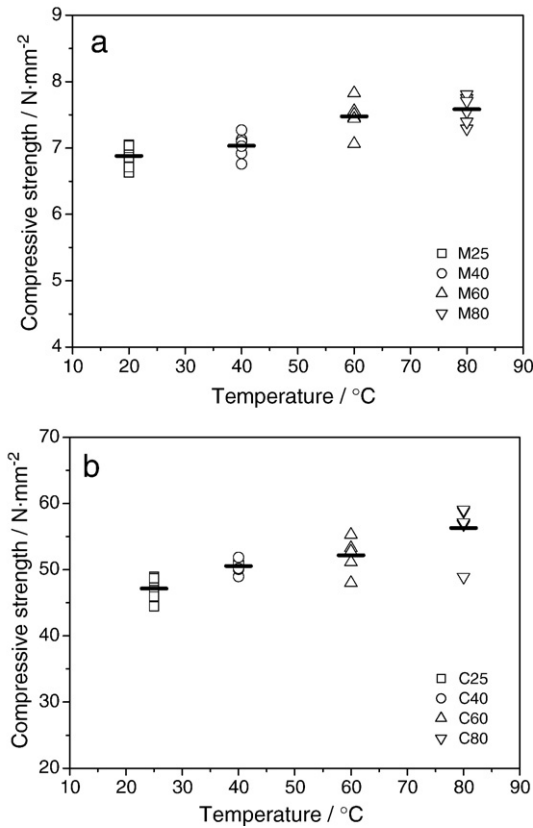 a
Compressive strength / N·mm⁻²
9
8
7
6
5
4
□ M25
○ M40
△ M60
▽ M80
10 20 30 40 50 60 70 80 90
Temperature / °C
b
Compressive strength / N·mm⁻²
70
60
50
40
30
20
□ C25
○ C40
△ C60
▽ C80
10 20 30 40 50 60 70 80 90
Temperature / °C